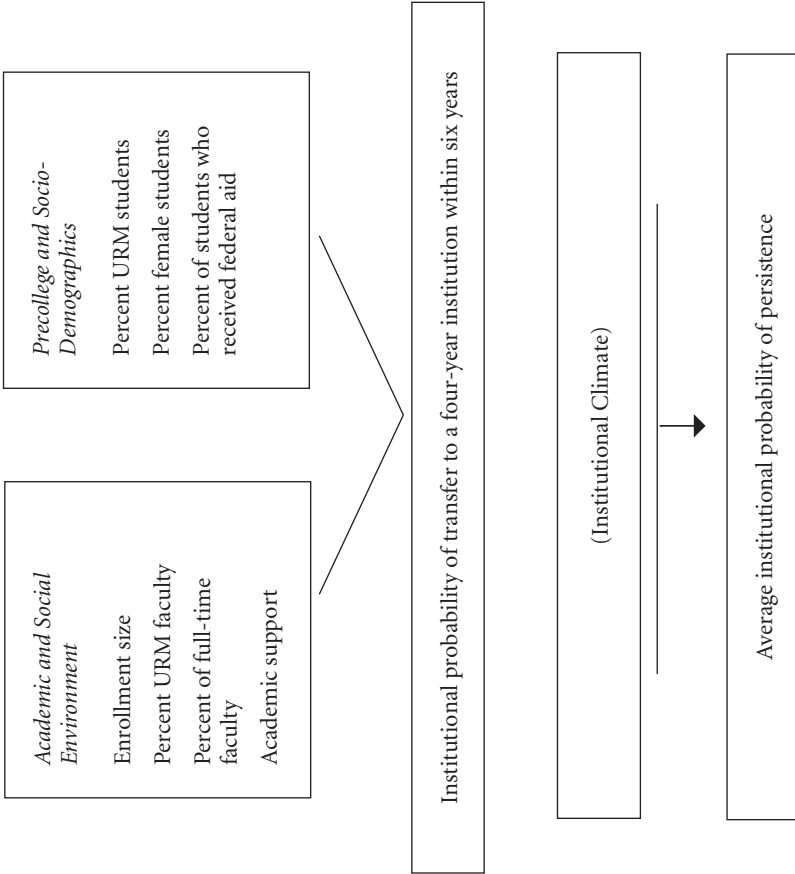 Academic and Social
Environment
Enrollment size
Percent URM faculty
Percent of full-time
faculty
Academic support
Precollege and Socio-
Demographics
Percent URM students
Percent female students
Percent of students who
received federal aid
Institutional probability of transfer to a four-year institution within six years
(Institutional Climate)
Average institutional probability of persistence